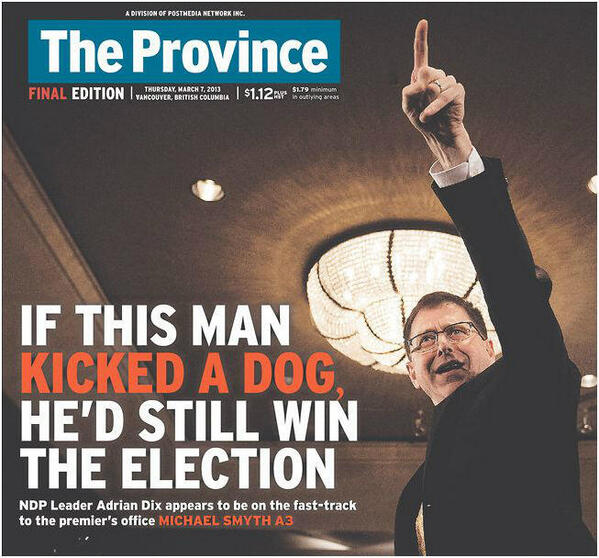 A DIVISION OF POSTMEDIA NETWORK INC.
The Province
FINAL EDITION | THURSDAY, MARCH 7, 2013 VANCOUVER, BRITISH COLUMBIA | $1.12 PLUS HST $1.79 minimum in outlying areas
IF THIS MAN
KICKED A DOG,
HE'D STILL WIN
THE ELECTION
NDP Leader Adrian Dix appears to be on the fast-track
to the premier's office MICHAEL SMYTH A3